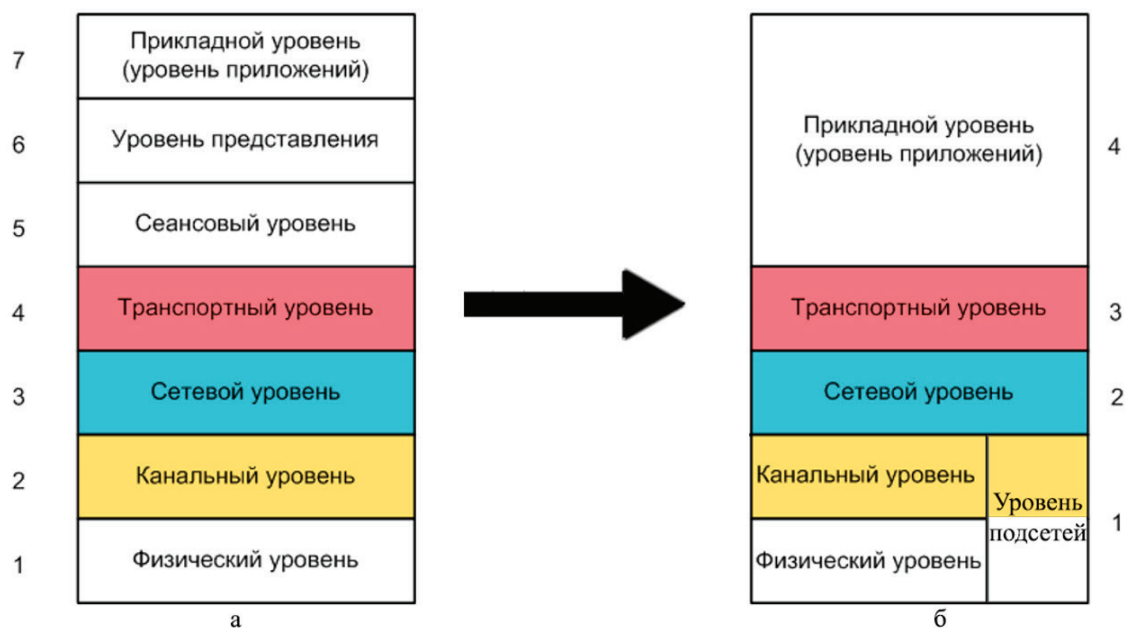 7
Прикладной уровень
(уровень приложений)
6
Уровень представления
5
Сеансовый уровень
4
Транспортный уровень
3
Сетевой уровень
2
Канальный уровень
1
Физический уровень
а
Прикладной уровень
(уровень приложений)
4
Транспортный уровень
3
Сетевой уровень
2
Канальный уровень
Физический уровень
Уровень
подсетей
1
б